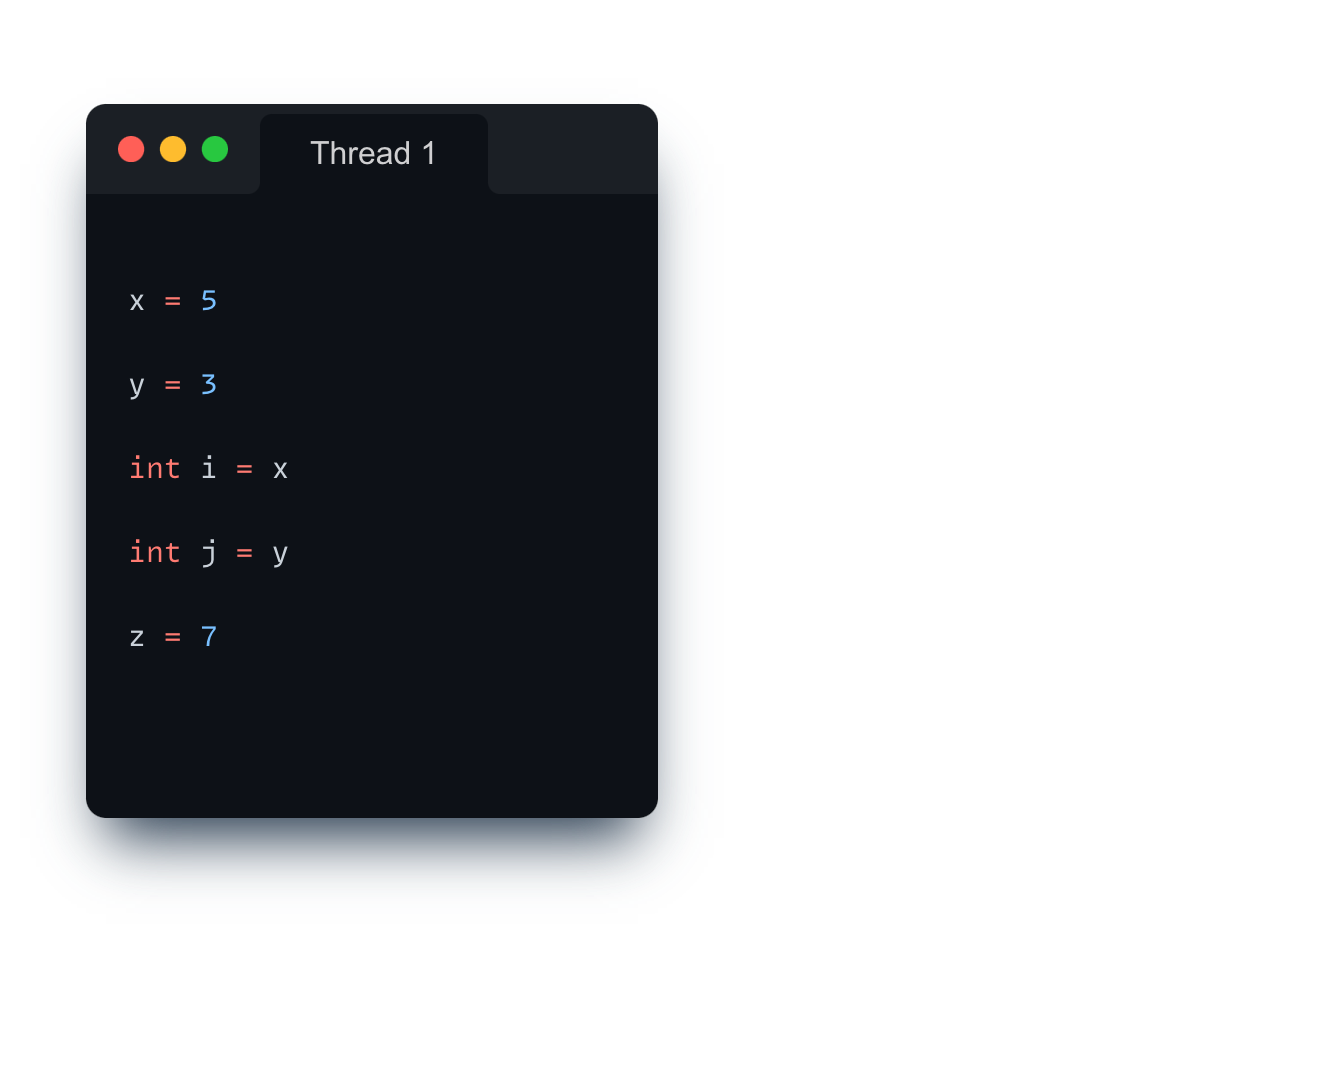 Thread 1
x = 5
y = 3
int i = x
int j = y
z = 7